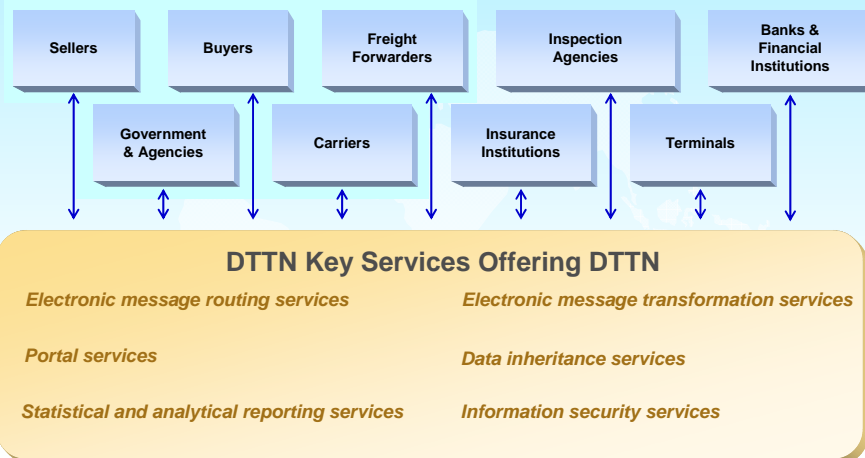 Sellers
Buyers
Freight
Forwarders
Inspection
Agencies
Banks &
Financial
Institutions
Government
& Agencies
Carriers
Insurance
Institutions
Terminals
DTTN Key Services Offering DTTN
Electronic message routing services
Electronic message transformation services
Portal services
Data inheritance services
Statistical and analytical reporting services
Information security services